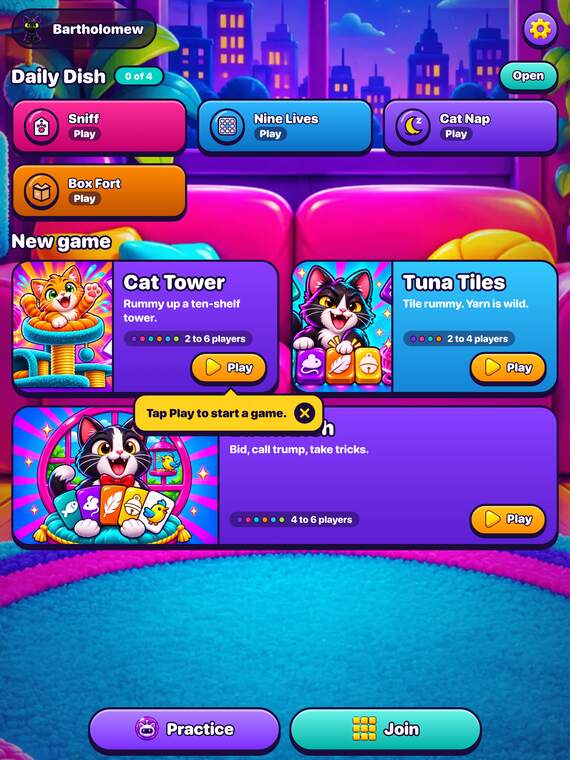 Bartholomew
Daily Dish
0 of 4
Open
Sniff
Play
Nine Lives
Play
Cat Nap
Play
Box Fort
Play
New game
Cat Tower
Rummy up a ten-shelf
tower.
2 to 6 players
Play
Tuna Tiles
Tile rummy. Yarn is wild.
2 to 4 players
Play
Tap Play to start a game.
Bid, call trump, take tricks.
4 to 6 players
Play
Practice
Join